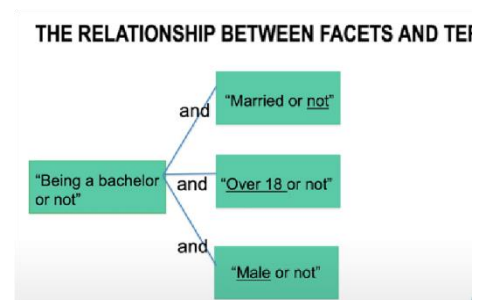 THE RELATIONSHIP BETWEEN FACETS AND
"Married or not"
and
"Being a bachelor
or not"
and
"Over 18 or not"
and
"Male or not"